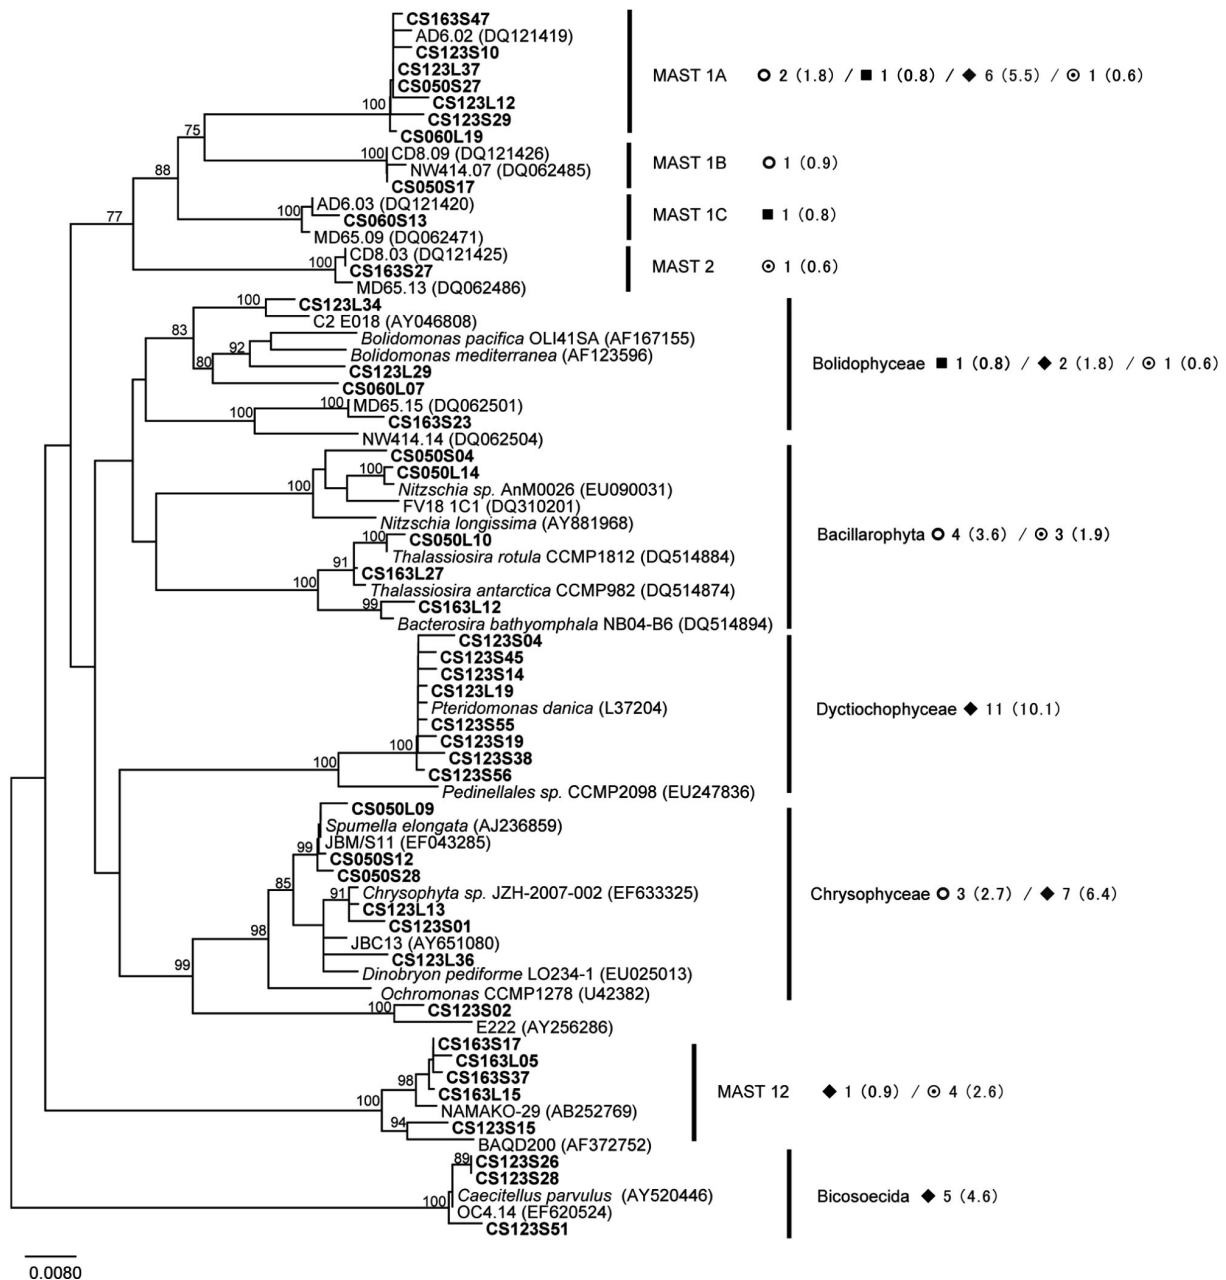 CS163S47
AD6.02 (DQ121419)
CS123S10
CS123L37
CS050S27
CS123L12
100
CS123S29
CS060L19
MAST 1A 2 (1.8) / 1 (0.8) / 6 (5.5) / 1 (0.6)
75
100 CD8.09 (DQ121426)
NW414.07 (DQ062485)
CS050S17
MAST 1B 1 (0.9)
88
AD6.03 (DQ121420)
100
CS060S13
MD65.09 (DQ062471)
MAST 1C 1 (0.8)
77
CD8.03 (DQ121425)
100
CS163S27
MD65.13 (DQ062486)
MAST 2 1 (0.6)
100
CS123L34
C2 E018 (AY046808)
83
Bolidomonas pacifica OLI41SA (AF167155)
92
Bolidomonas mediterranea (AF123596)
80
CS123L29
CS060L07
100 MD65.15 (DQ062501)
100
CS163S23
NW414.14 (DQ062504)
Bolidophyceae 1 (0.8) / 2 (1.8) / 1 (0.6)
CS050S04
100 CS050L14
100
Nitzschia sp. AnM0026 (EU090031)
FV18 1C1 (DQ310201)
Nitzschia longissima (AY881968)
100 CS050L10
Thalassiosira rotula CCMP1812 (DQ514884)
91
CS163L27
100
Thalassiosira antarctica CCMP982 (DQ514874)
99 CS163L12
Bacterosira bathyomphala NB04-B6 (DQ514894)
Bacillarophyta 4 (3.6) / 3 (1.9)
CS123S04
CS123S45
CS123S14
CS123L19
Pteridomonas danica (L37204)
CS123S55
100 CS123S19
CS123S38
100
CS123S56
Pedinellales sp. CCMP2098 (EU247836)
Dyctiochophyceae 11 (10.1)
CS050L09
Spumella elongata (AJ236859)
JBM/S11 (EF043285)
99
CS050S12
CS050S28
85
91 Chrysophyta sp. JZH-2007-002 (EF633325)
CS123L13
CS123S01
98
JBC13 (AY651080)
CS123L36
99
Dinobryon pediforme LO234-1 (EU025013)
Ochromonas CCMP1278 (U42382)
100 CS123S02
E222 (AY256286)
Chrysophyceae 3 (2.7) / 7 (6.4)
CS163S17
CS163L05
98 CS163S37
CS163L15
100
NAMAKO-29 (AB252769)
94 CS123S15
BAQD200 (AF372752)
MAST 12 1 (0.9) / 4 (2.6)
89 CS123S26
CS123S28
Caecitellus parvulus (AY520446)
100
OC4.14 (EF620524)
CS123S51
Bicosoecida 5 (4.6)
0.0080